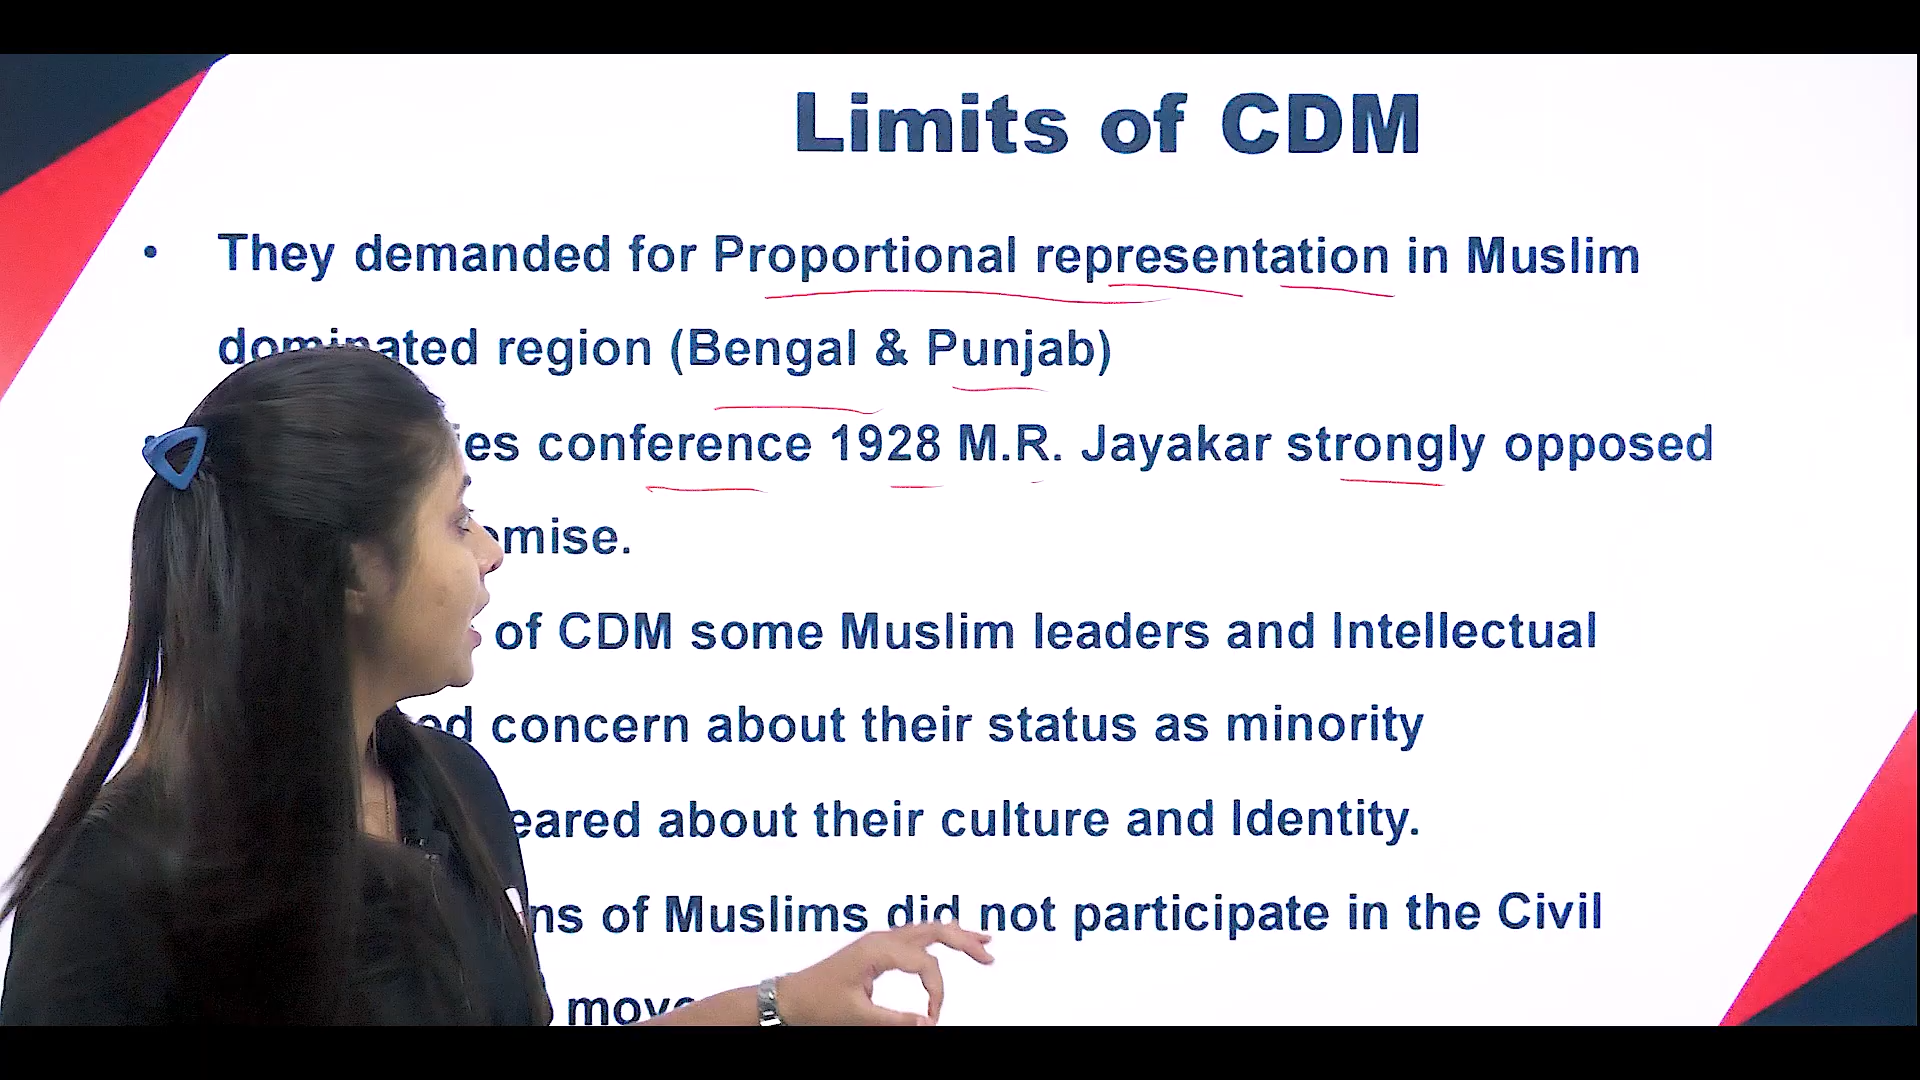 Limits of CDM
• They demanded for Proportional representation in Muslim
dominated region (Bengal & Punjab)
conference 1928 M.R. Jayakar strongly opposed
of CDM some Muslim leaders and Intellectual
concern about their status as minority
about their culture and Identity.
of Muslims did not participate in the Civil